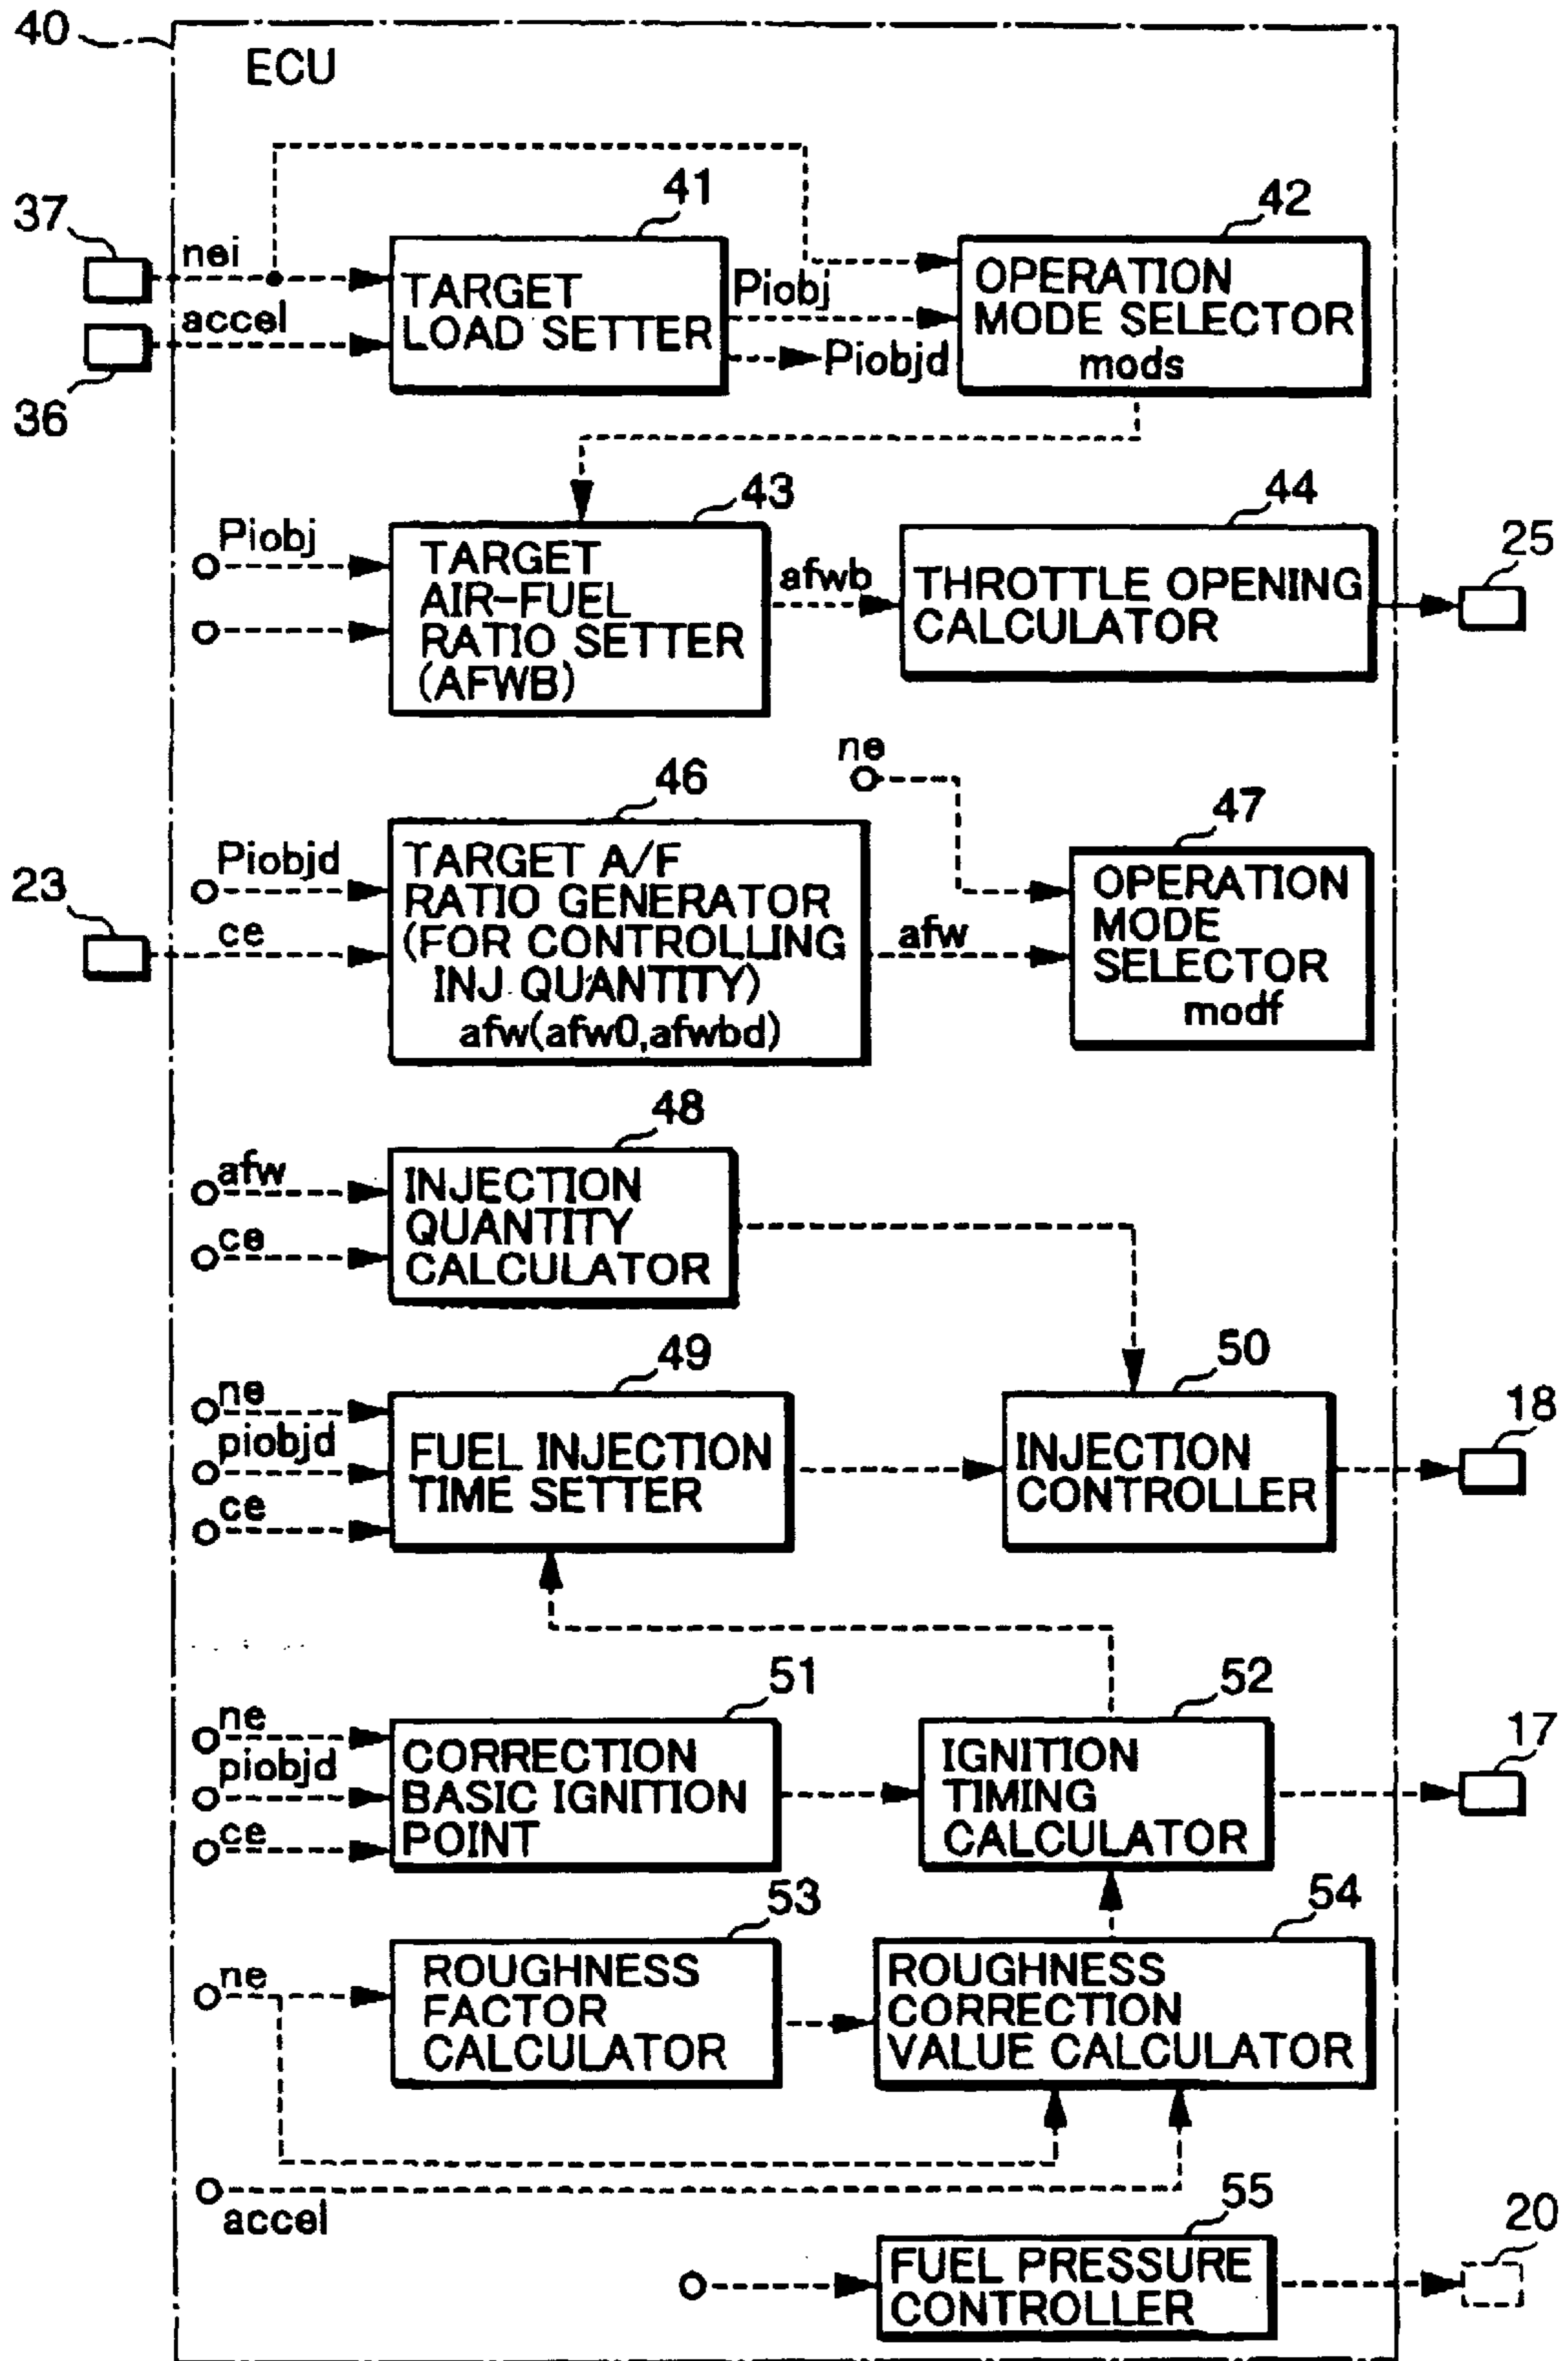 40
ECU
37
nei
accel
36
41
TARGET
LOAD SETTER
Piobj
Piobjd
42
OPERATION
MODE SELECTOR
mods
43
Piobj
TARGET
AIR-FUEL
RATIO SETTER
(AFWB)
afwb
44
THROTTLE OPENING
CALCULATOR
25
ne
46
23
Piobjd
ce
TARGET A/F
RATIO GENERATOR
(FOR CONTROLLING
INJ QUANTITY)
afw(afw0,afwbd)
afw
47
OPERATION
MODE
SELECTOR
modf
48
afw
ce
INJECTION
QUANTITY
CALCULATOR
49
ne
piobjd
ce
FUEL INJECTION
TIME SETTER
50
INJECTION
CONTROLLER
18
51
ne
piobjd
ce
CORRECTION
BASIC IGNITION
POINT
52
IGNITION
TIMING
CALCULATOR
17
53
ne
ROUGHNESS
FACTOR
CALCULATOR
54
ROUGHNESS
CORRECTION
VALUE CALCULATOR
accel
55
FUEL PRESSURE
CONTROLLER
20